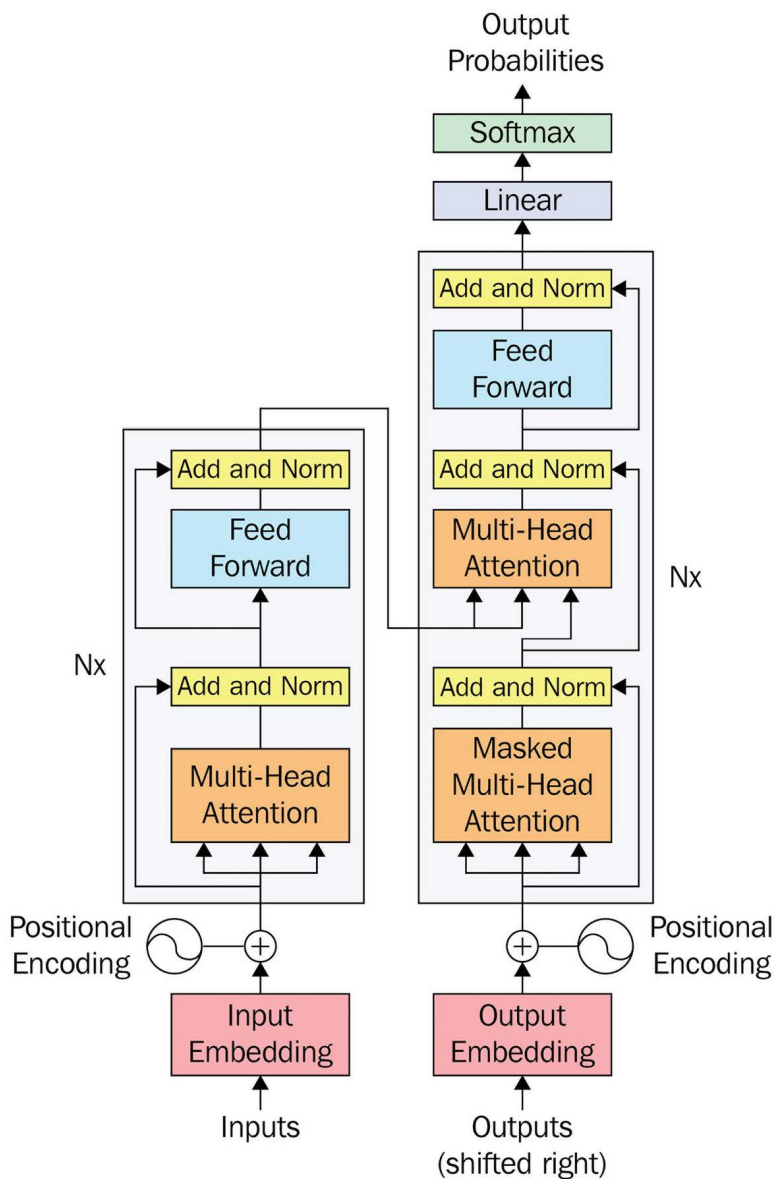 Output
Probabilities
Softmax
Linear
Add and Norm
Feed
Forward
Add and Norm
Multi-Head
Attention
Nx
Add and Norm
Masked
Multi-Head
Attention
Add and Norm
Feed
Forward
Nx
Add and Norm
Multi-Head
Attention
Positional
Encoding
Positional
Encoding
Input
Embedding
Output
Embedding
Inputs
Outputs
(shifted right)